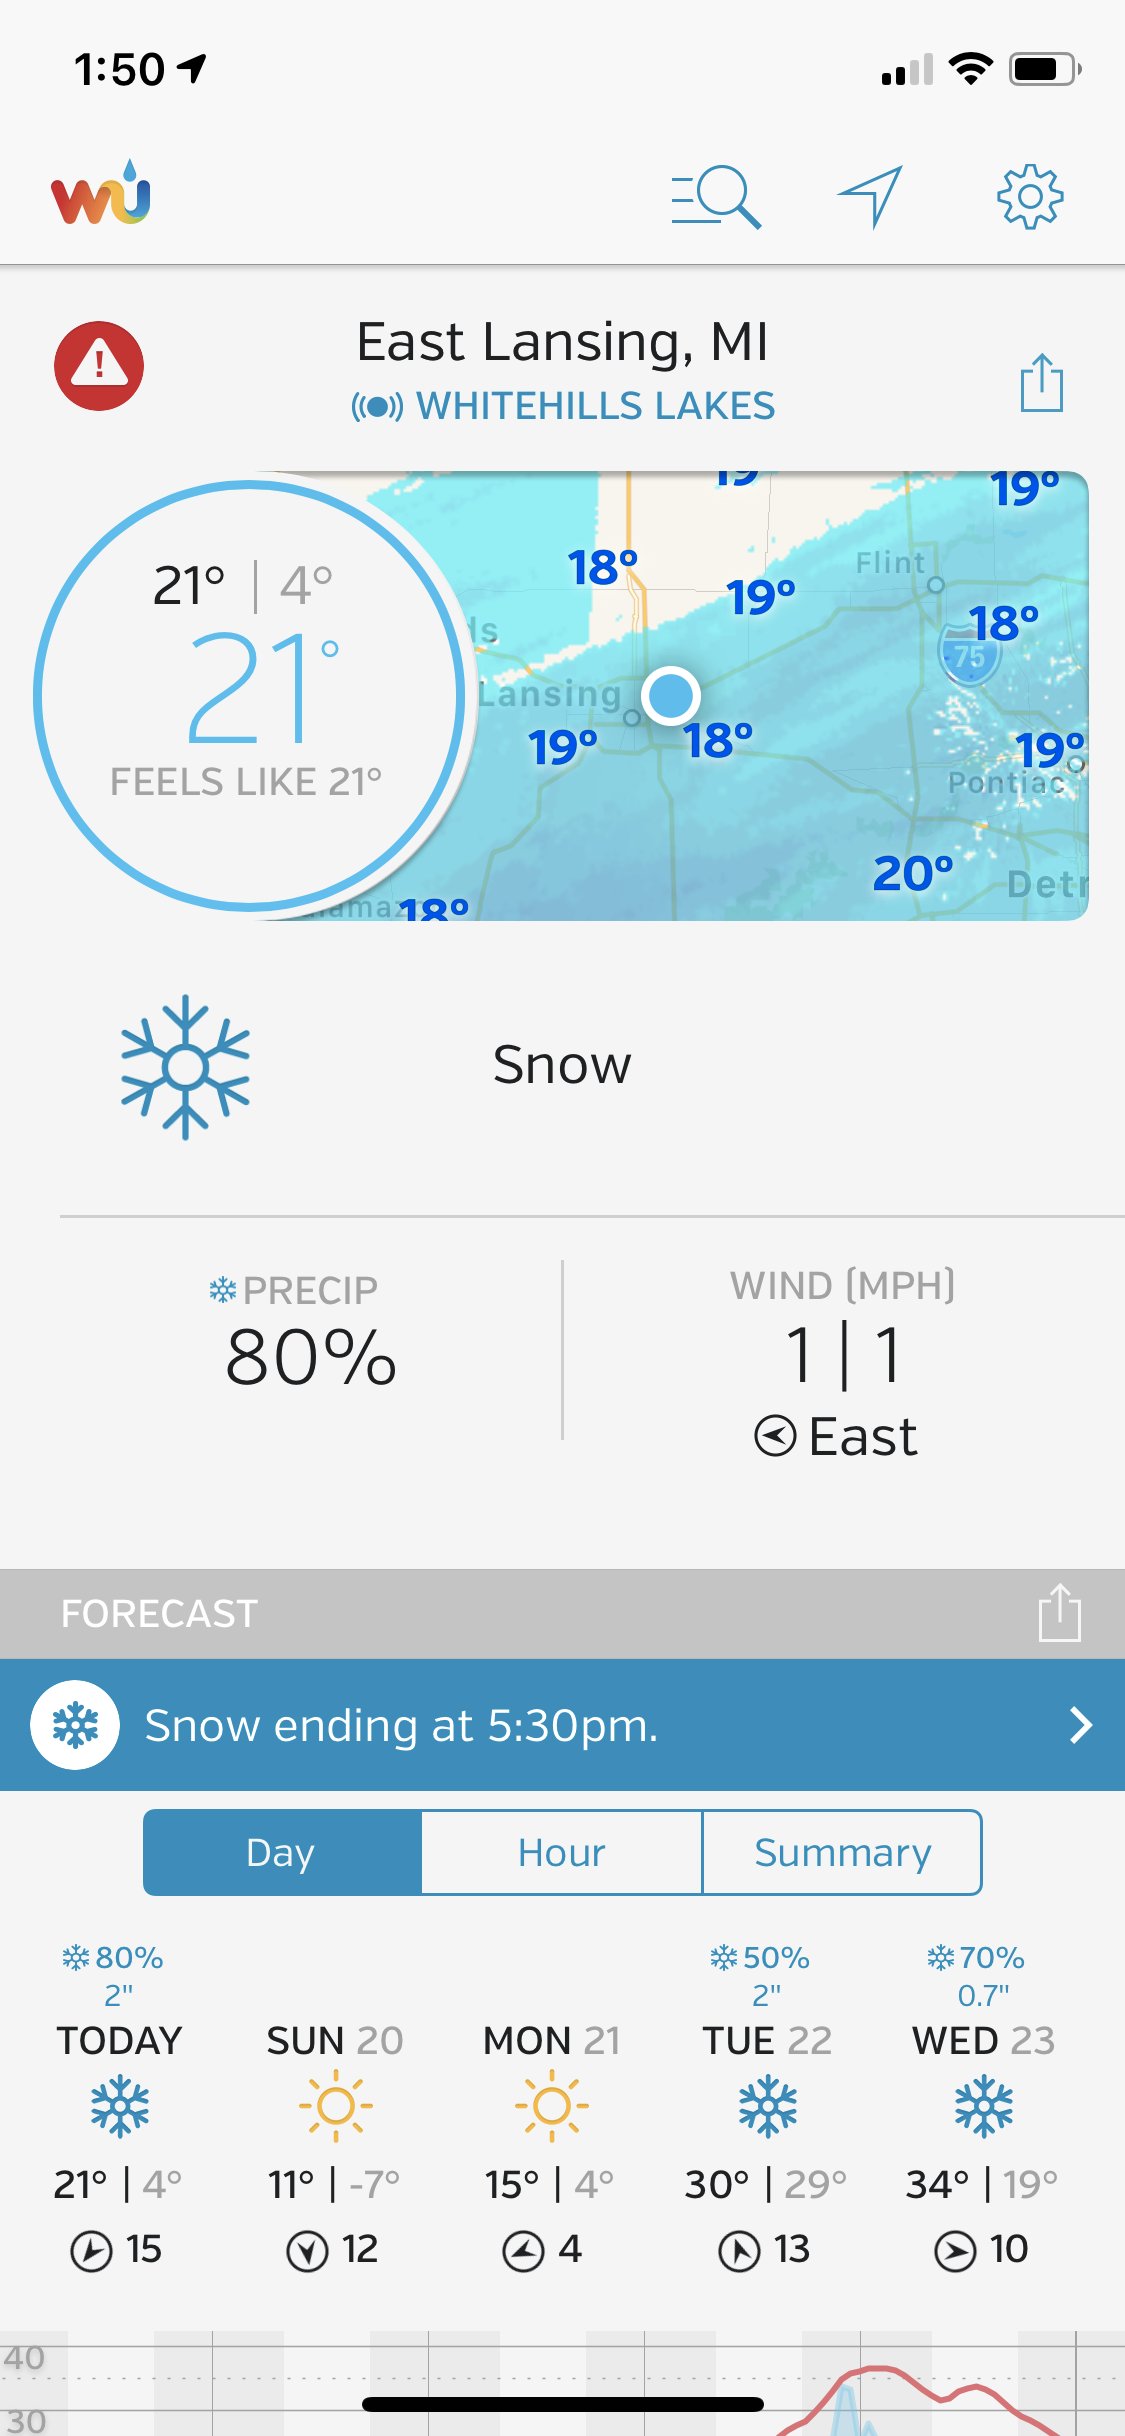 1:50
wu
East Lansing, MI
WHITEHILLS LAKES
21° | 4°
21°
FEELS LIKE 21°
19°
19°
18°
19°
Flint
18°
75
Lansing
19°
18°
19°
Pontiac
20°
Detr
18°
Snow
PRECIP
80%
WIND (MPH)
1 | 1
East
FORECAST
Snow ending at 5:30pm.
Day Hour Summary
80% 50% 70%
2" 2" 0.7"
TODAY SUN 20 MON 21 TUE 22 WED 23
21° | 4° 11° | -7° 15° | 4° 30° | 29° 34° | 19°
15 12 4 13 10
40
30